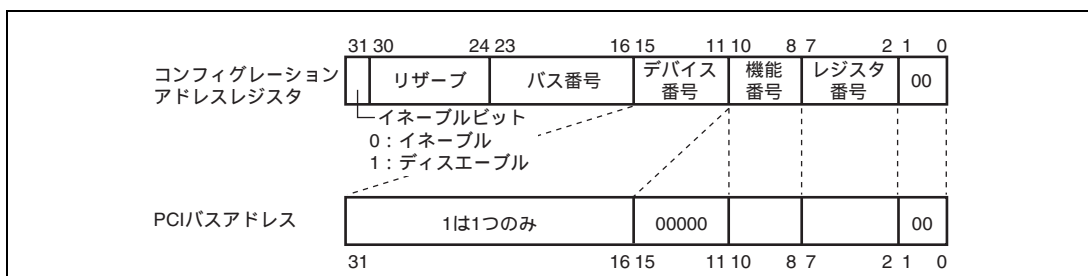 31 30 24 23 16 15 11 10 8 7 2 1 0
コンフィグレーション
アドレスレジスタ
リザーブ
バス番号
デバイス
番号
機能
番号
レジスタ
番号
00
イネーブルビット
0：イネーブル
1：ディスエーブル
PCIバスアドレス
1は1つのみ
00000
00
31 16 15 11 10 8 7 2 1 0